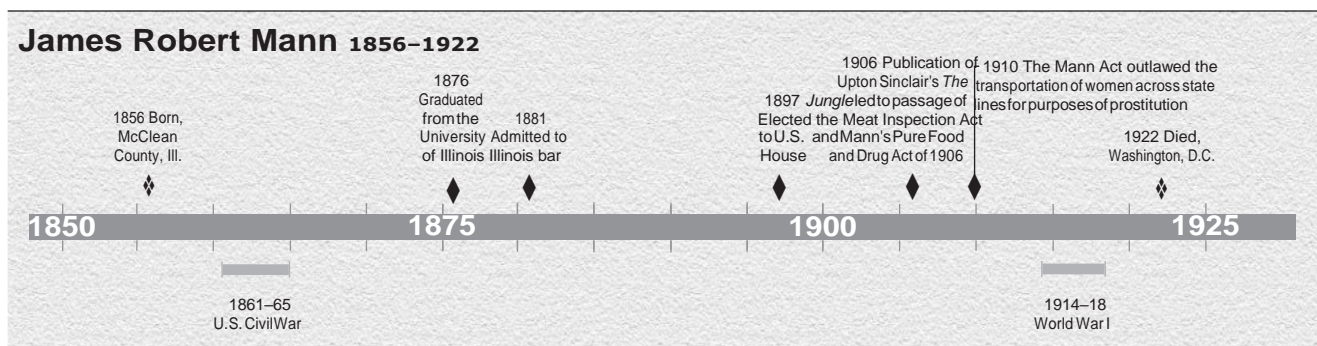 James Robert Mann 1856–1922
1856 Born,
McClean
County, Ill.
1876
Graduated
from the
University
of Illinois
1881
Admitted to
Illinois bar
1897
Elected
to U.S.
House
1906 Publication of
Upton Sinclair's The
Jungle led to passage of
the Meat Inspection Act
and Mann's Pure Food
and Drug Act of 1906
1910 The Mann Act outlawed the
transportation of women across state
lines for purposes of prostitution
1922 Died,
Washington, D.C.
1850
1875
1900
1925
1861–65
U.S. Civil War
1914–18
World War I